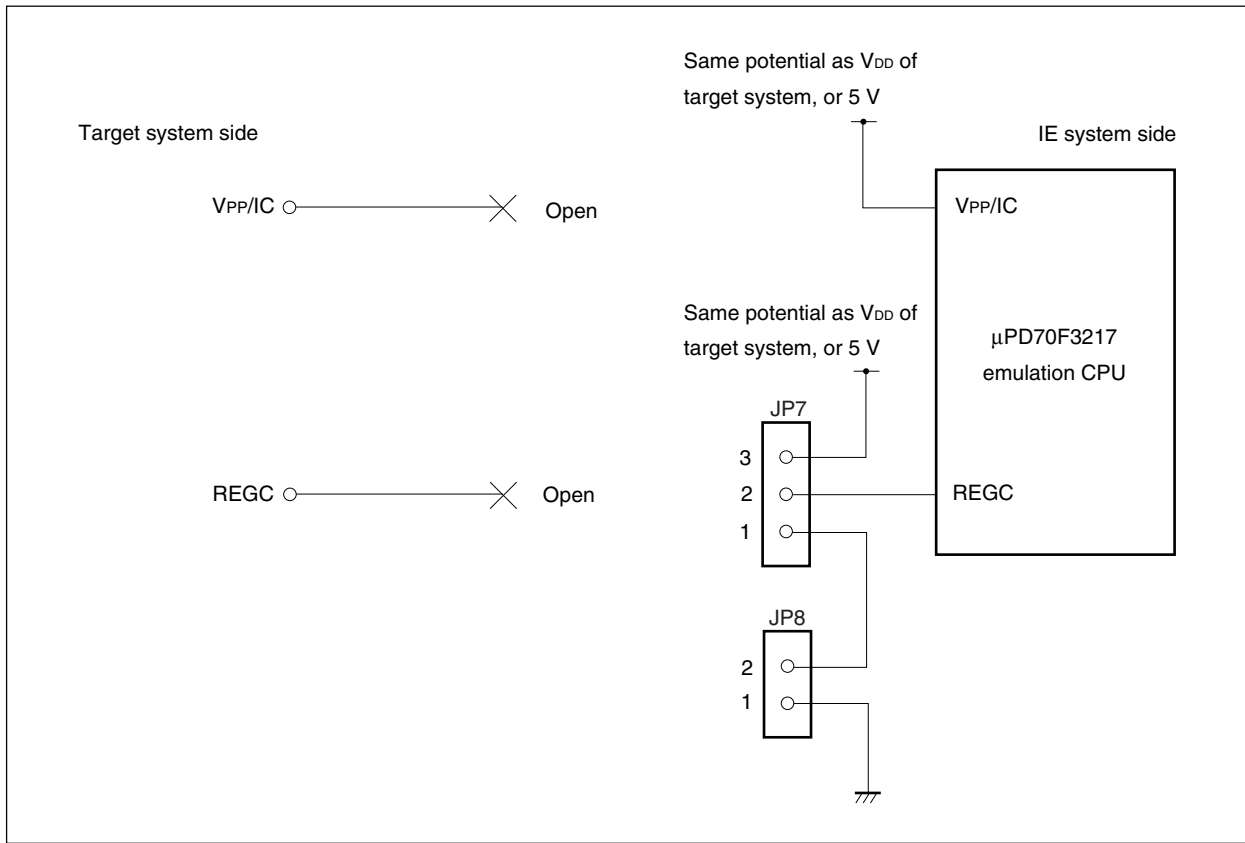 Same potential as VDD of
target system, or 5 V
Target system side
IE system side
VPP/IC
Open
VPP/IC
Same potential as VDD of
target system, or 5 V
μPD70F3217
emulation CPU
JP7
3
REGC
Open
2
REGC
1
JP8
2
1